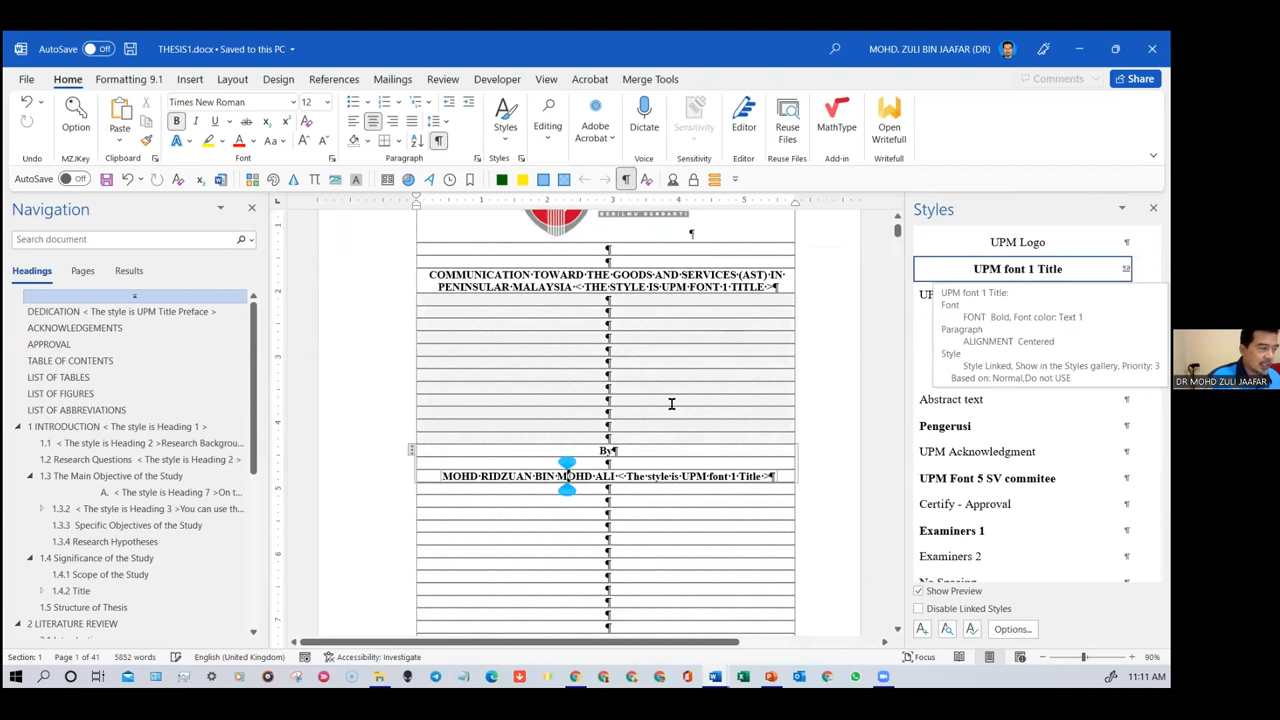 AutoSave Off THESIS1.docx • Saved to this PC MOHD. ZULI BIN JAAFAR (DR)
File Home Formatting 9.1 Insert Layout Design References Mailings Review Developer View Acrobat Merge Tools Comments Share
Times New Roman 12
Option Paste Styles Editing Adobe Acrobat Dictate Sensitivity Editor Reuse Files MathType Open Writefull
Undo MZJKey Clipboard Font Paragraph Styles Adobe Acrobat Voice Sensitivity Editor Reuse Files Add-in Writefull
AutoSave Off
Navigation
Search document
Headings Pages Results
DEDICATION < The style is UPM Title Preface >
ACKNOWLEDGEMENTS
APPROVAL
TABLE OF CONTENTS
LIST OF TABLES
LIST OF FIGURES
LIST OF ABBREVIATIONS
1 INTRODUCTION < The style is Heading 1 >
1.1 < The style is Heading 2 >Research Backgrou...
1.2 Research Questions < The style is Heading 2 >
1.3 The Main Objective of the Study
A. < The style is Heading 7 >On t...
1.3.2 < The style is Heading 3 >You can use th...
1.3.3 Specific Objectives of the Study
1.3.4 Research Hypotheses
1.4 Significance of the Study
1.4.1 Scope of the Study
1.4.2 Title
1.5 Structure of Thesis
2 LITERATURE REVIEW
BERILMU BERBAKTI
COMMUNICATION TOWARD THE GOODS AND SERVICES (AST) IN
PENINSULAR MALAYSIA < THE STYLE IS UPM FONT 1 TITLE >¶
By¶
MOHD RIDZUAN BIN MOHD ALI < The style is UPM font 1 Title >¶
Styles
UPM Logo
UPM font 1 Title
UPM font 1 Title:
Font
FONT Bold, Font color: Text 1
Paragraph
ALIGNMENT Centered
Style
Style Linked, Show in the Styles gallery, Priority: 3
Based on: Normal,Do not USE
Abstract text
Pengerusi
UPM Acknowledgment
UPM Font 5 SV commitee
Certify - Approval
Examiners 1
Examiners 2
No Spacing
Show Preview
Disable Linked Styles
Options...
DR MOHD ZULI JAAFAR
Section: 1 Page 1 of 41 5852 words English (United Kingdom) Accessibility: Investigate Focus 90%
11:11 AM